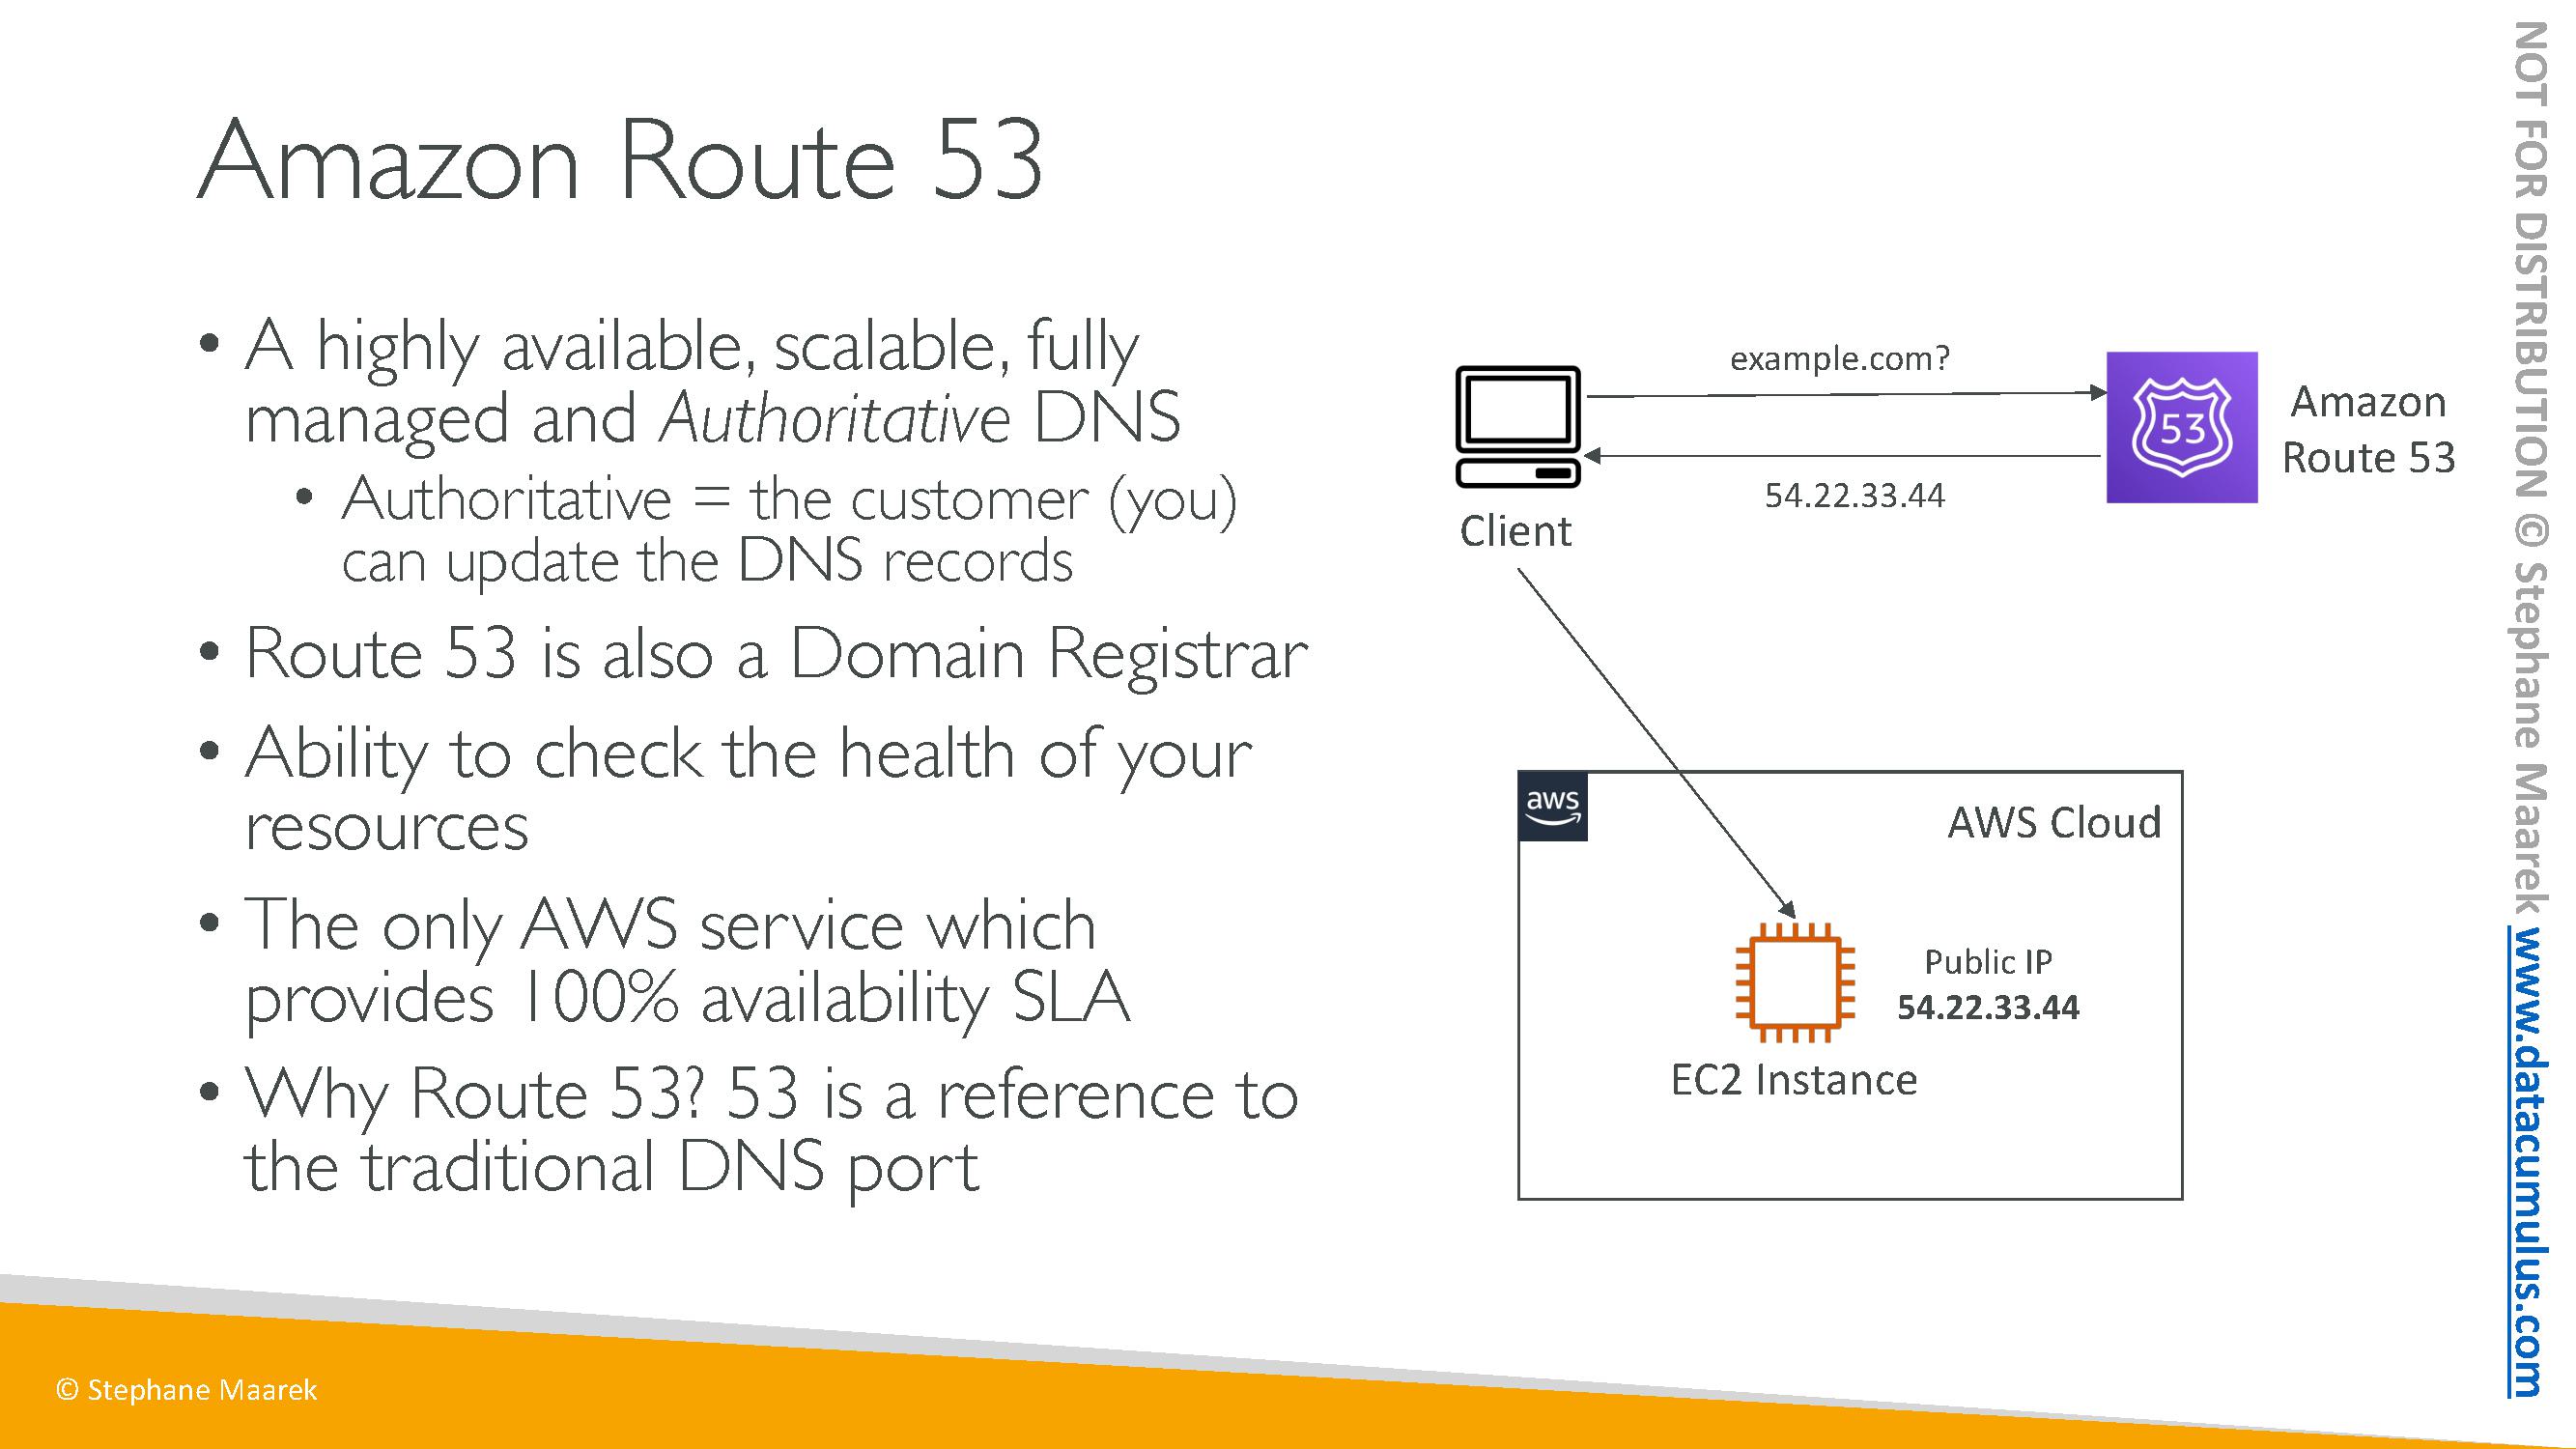 Amazon Route 53
• A highly available, scalable, fully
managed and Authoritative DNS
• Authoritative = the customer (you)
can update the DNS records
• Route 53 is also a Domain Registrar
• Ability to check the health of your
resources
• The only AWS service which
provides 100% availability SLA
• Why Route 53? 53 is a reference to
the traditional DNS port
example.com?
53
Amazon
Route 53
54.22.33.44
Client
aws
AWS Cloud
Public IP
54.22.33.44
EC2 Instance
© Stephane Maarek
NOT FOR DISTRIBUTION © Stephane Maarek www.datacumulus.com